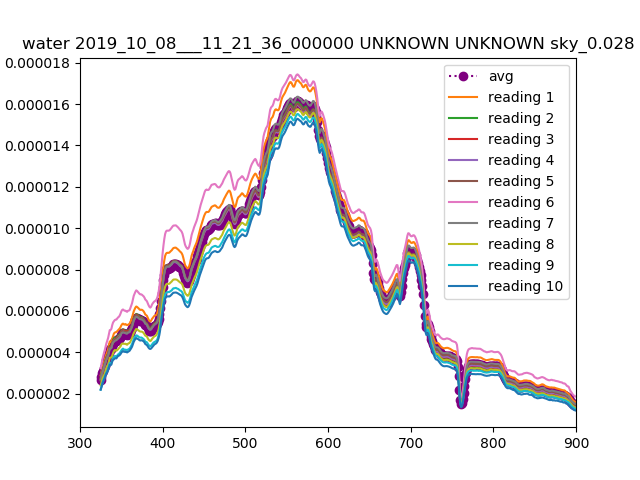 water 2019_10_08___11_21_36_000000 UNKNOWN UNKNOWN sky_0.028
0.000018
0.000016
0.000014
0.000012
0.000010
0.000008
0.000006
0.000004
0.000002
300 400 500 600 700 800 900
avg
reading 1
reading 2
reading 3
reading 4
reading 5
reading 6
reading 7
reading 8
reading 9
reading 10